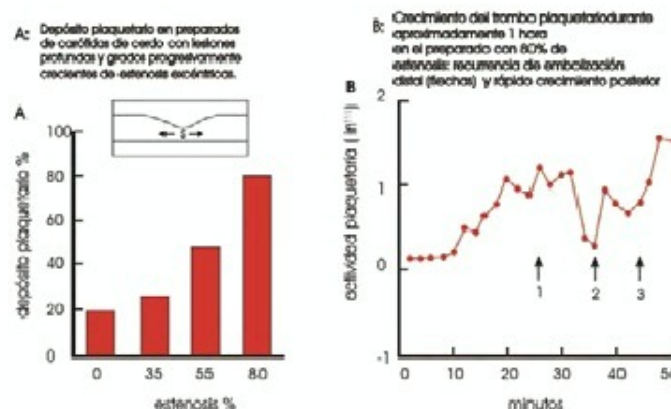 A: Depósito plaquetario en preparados
de carótidas de cerdo con lesiones
profundas y grados progresivamente
crecientes de estenosis excéntricas.
B: Crecimiento del trombo plaquetariodurante
aproximadamente 1 hora
en el preparado con 80% de
estenosis: recurrencia de embolización
distal (flechas) y rápido crecimiento posterior
A
100
80
60
40
20
0
depósito plaquetario %
0 35 55 80
estenosis %
B
2
1
0
-1
actividad plaquetaria
1 2 3
0 10 20 30 40
minutos